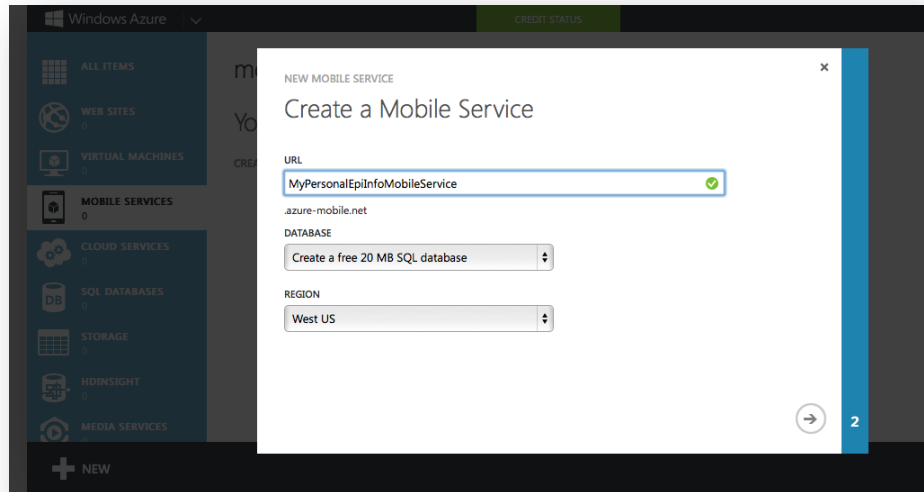 Windows Azure
CREDIT STATUS
ALL ITEMS
WEB SITES
0
VIRTUAL MACHINES
0
MOBILE SERVICES
0
CLOUD SERVICES
0
SQL DATABASES
0
STORAGE
0
HDINSIGHT
0
MEDIA SERVICES
NEW
DB
NEW MOBILE SERVICE
×
Create a Mobile Service
URL
MyPersonalEpiInfoMobileService
.azure-mobile.net
DATABASE
Create a free 20 MB SQL database
REGION
West US
2